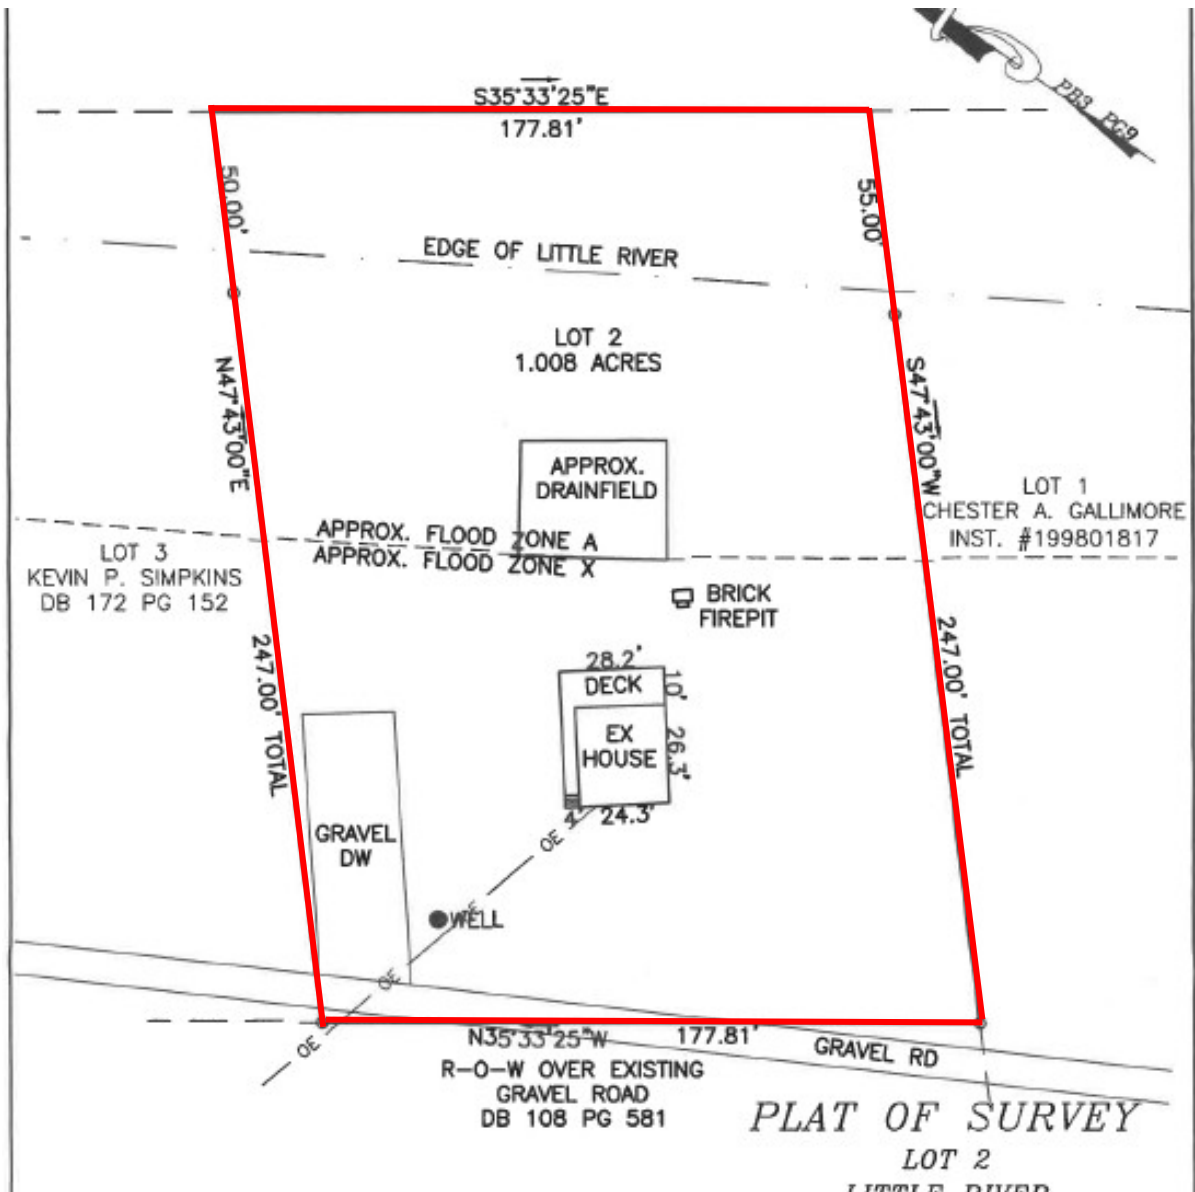 PB3 PG9
S35°33'25"E
177.81'
50.00'
55.00'
EDGE OF LITTLE RIVER
LOT 2
1.008 ACRES
N47°43'00"E
S47°43'00"W
APPROX.
DRAINFIELD
LOT 1
CHESTER A. GALLIMORE
INST. #199801817
APPROX. FLOOD ZONE A
APPROX. FLOOD ZONE X
LOT 3
KEVIN P. SIMPKINS
DB 172 PG 152
BRICK
FIREPIT
247.00' TOTAL
247.00' TOTAL
28.2'
DECK
10'
EX
HOUSE
26.3'
4'
24.3'
GRAVEL
DW
OE
WELL
OE
OE
OE
N35°33'25"W
177.81'
GRAVEL RD
R-O-W OVER EXISTING
GRAVEL ROAD
DB 108 PG 581
PLAT OF SURVEY
LOT 2
LITTLE RIVER